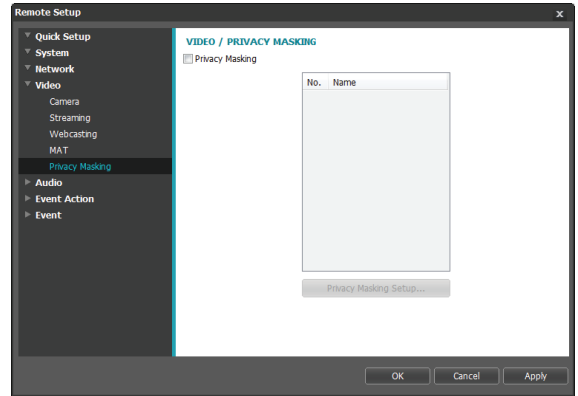 Remote Setup x
Quick Setup
System
Network
Video
Camera
Streaming
Webcasting
MAT
Privacy Masking
Audio
Event Action
Event
VIDEO / PRIVACY MASKING
Privacy Masking
No. Name
Privacy Masking Setup...
OK Cancel Apply